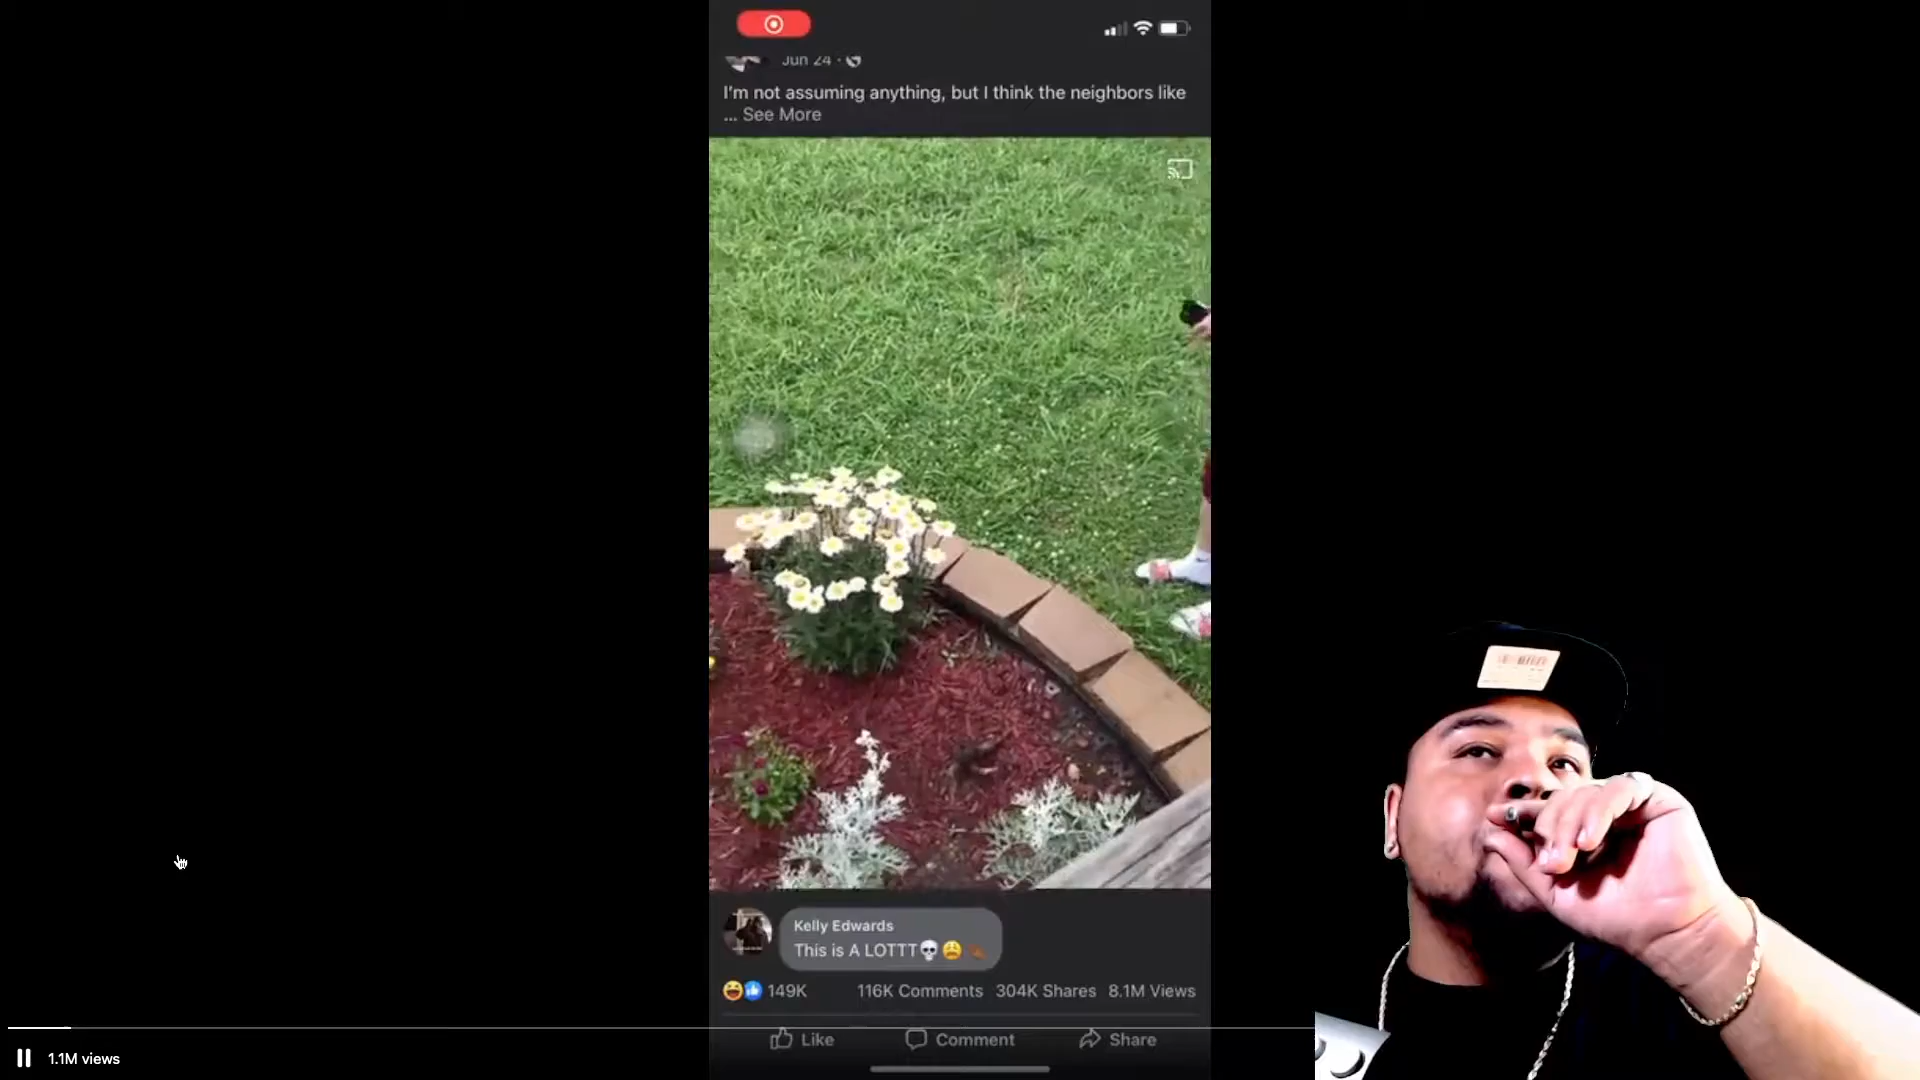 Jun 24 ·
I'm not assuming anything, but I think the neighbors like
... See More
Kelly Edwards
This is A LOTTT💀😩
149K 116K Comments 304K Shares 8.1M Views
Like Comment Share
1.1M views